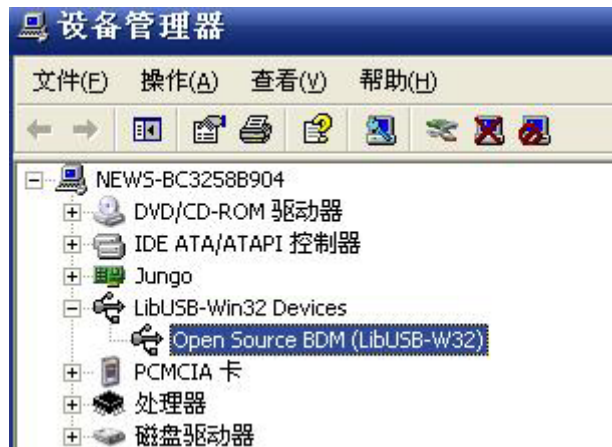 设备管理器
文件(F) 操作(A) 查看(V) 帮助(H)
NEWS-BC3258B904
DVD/CD-ROM 驱动器
IDE ATA/ATAPI 控制器
Jungo
LibUSB-Win32 Devices
Open Source BDM (LibUSB-W32)
PCMCIA 卡
处理器
磁盘驱动器